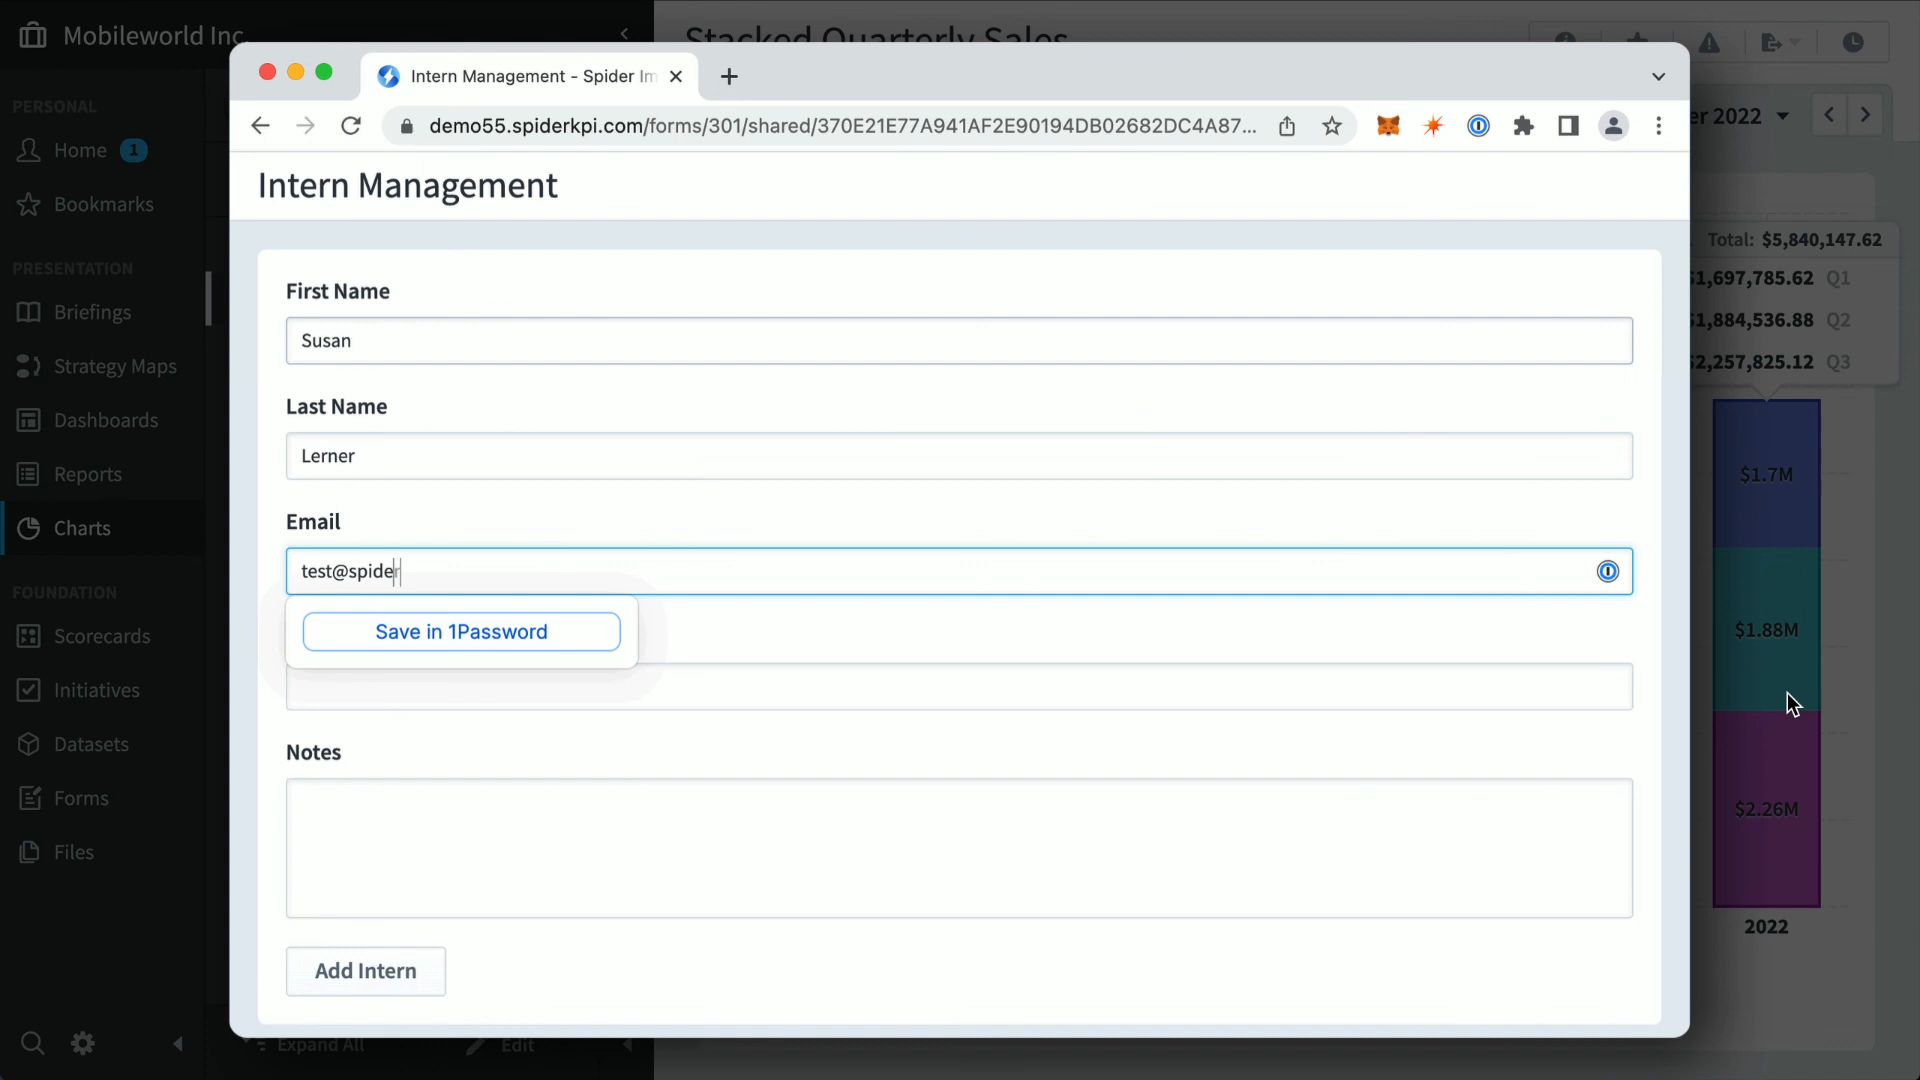 Mobileworld Inc.
Stacked Quarterly Sales
Intern Management - Spider Im
demo55.spiderkpi.com/forms/301/shared/370E21E77A941AF2E90194DB02682DC4A87...
er 2022
PERSONAL
Home 1
Bookmarks
PRESENTATION
Briefings
Strategy Maps
Dashboards
Reports
Charts
FOUNDATION
Scorecards
Initiatives
Datasets
Forms
Files
Intern Management
First Name
Susan
Last Name
Lerner
Email
test@spider
Save in 1Password
Notes
Add Intern
Expand All
Edit
Total: $5,840,147.62
$1,697,785.62 Q1
$1,884,536.88 Q2
$2,257,825.12 Q3
$1.7M
$1.88M
$2.26M
2022